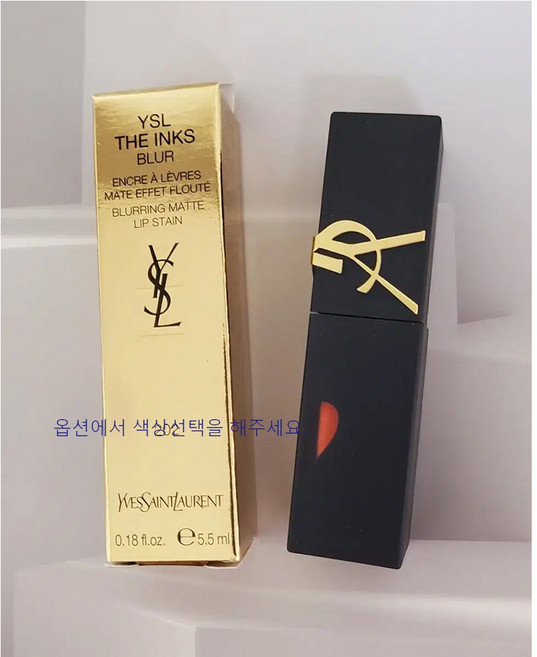 YSL
THE INKS
BLUR
ENCRE À LÈVRES
MATE EFFET FLOUTÉ
BLURRING MATTE
LIP STAIN
YSL
202
옵션에서 색상선택을 해주세요
YVESSAINTLAURENT
0.18 fl.oz. e 5.5 ml